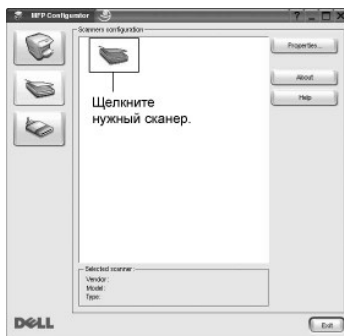 MFP Configurator
Scanners configuration
Properties...
About
Help
Щелкните
нужный сканер.
Selected scanner:
Vendor:
Model:
Type:
DELL
Exit